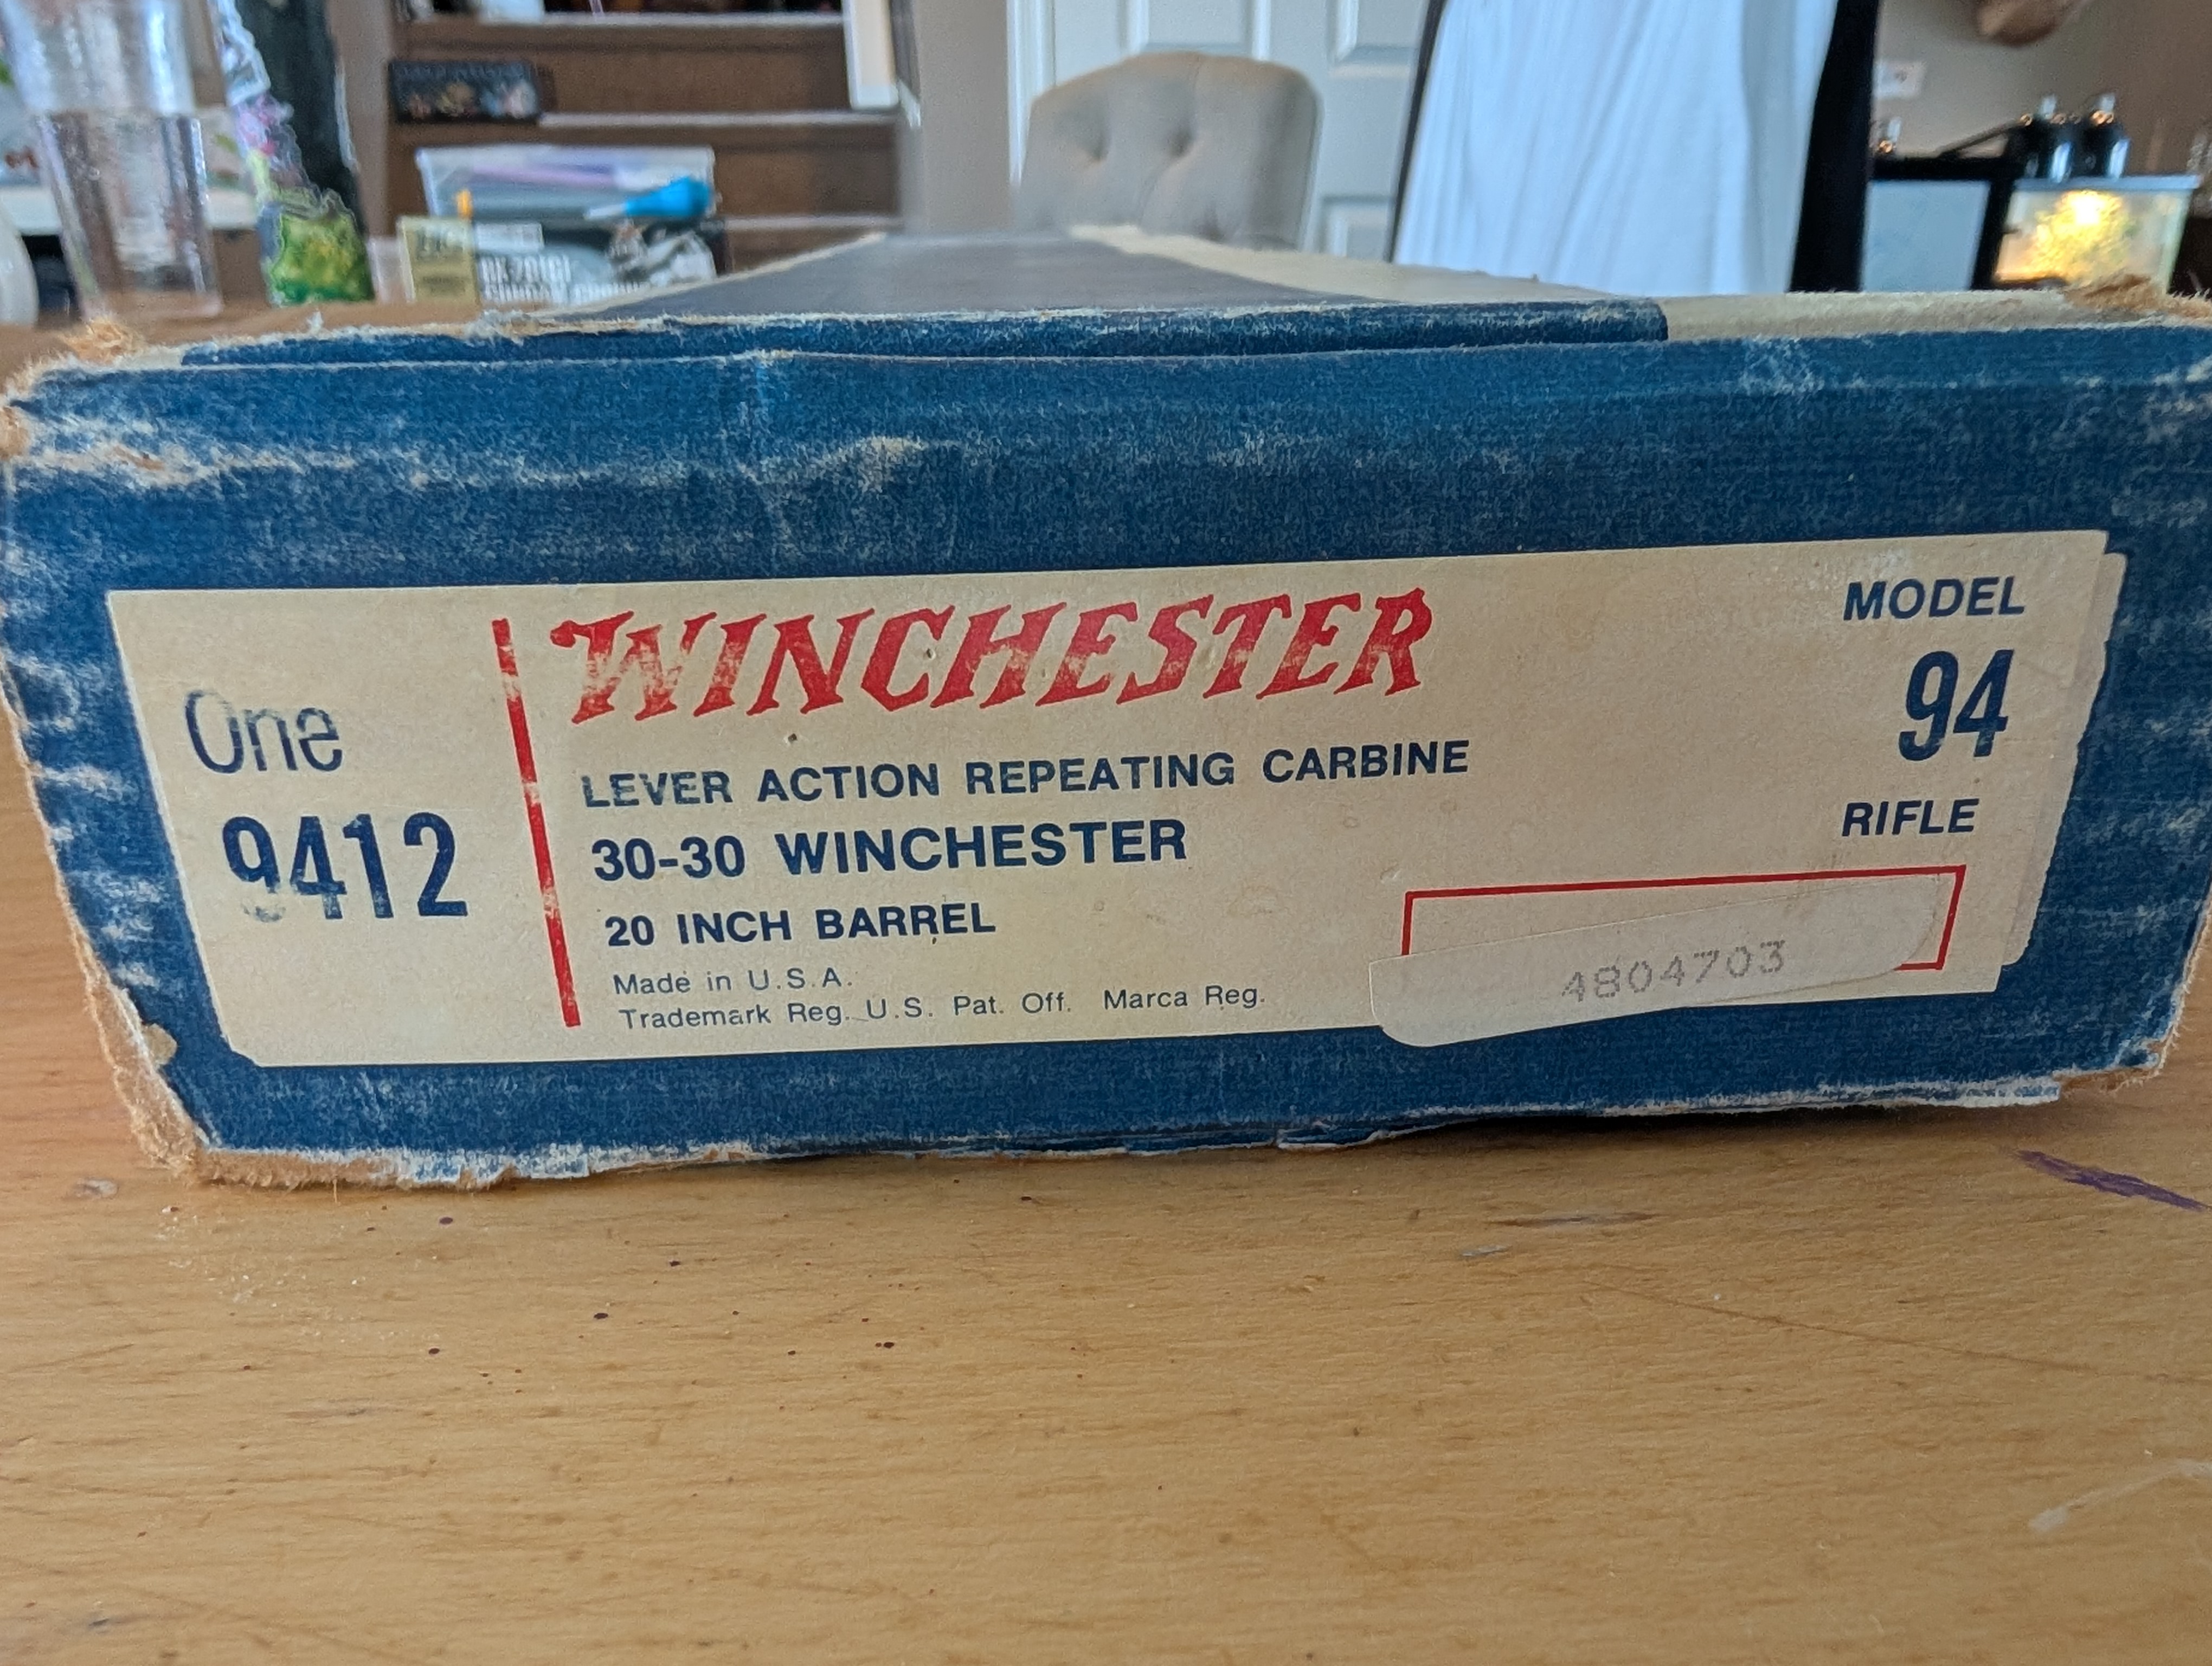 One
9412
WINCHESTER
LEVER ACTION REPEATING CARBINE
30-30 WINCHESTER
20 INCH BARREL
Made in U.S.A.
Trademark Reg. U.S. Pat. Off. Marca Reg.
MODEL
94
RIFLE
4804703